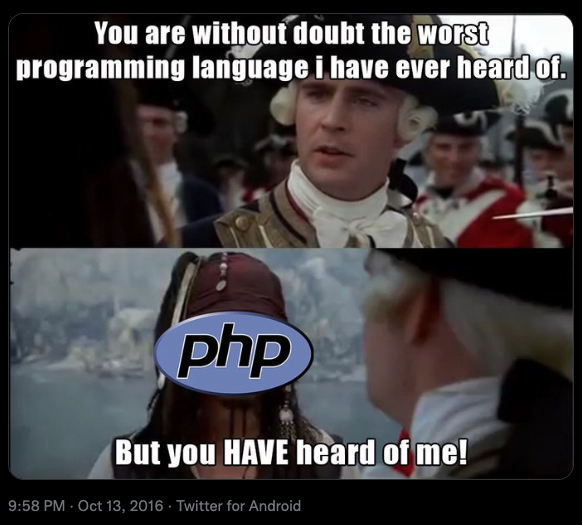 You are without doubt the worst
programming language i have ever heard of.
php
But you HAVE heard of me!
9:58 PM · Oct 13, 2016 · Twitter for Android